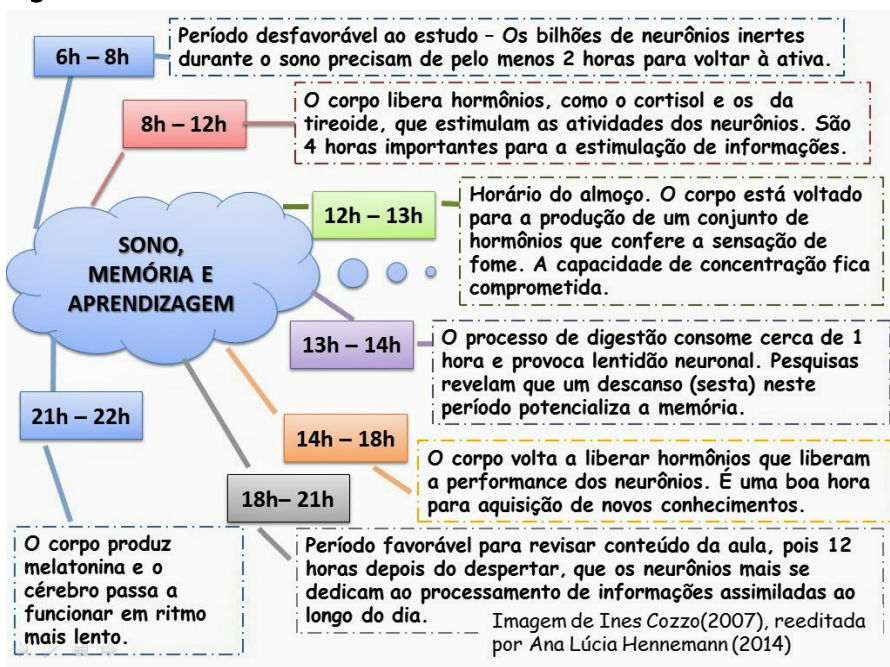 6h – 8h
Período desfavorável ao estudo – Os bilhões de neurônios inertes
durante o sono precisam de pelo menos 2 horas para voltar à ativa.
8h – 12h
O corpo libera hormônios, como o cortisol e os da
tireoide, que estimulam as atividades dos neurônios. São
4 horas importantes para a estimulação de informações.
12h – 13h
Horário do almoço. O corpo está voltado
para a produção de um conjunto de
hormônios que confere a sensação de
fome. A capacidade de concentração fica
comprometida.
SONO,
MEMÓRIA E
APRENDIZAGEM
13h – 14h
O processo de digestão consome cerca de 1
hora e provoca lentidão neuronal. Pesquisas
revelam que um descanso (sesta) neste
período potencializa a memória.
14h – 18h
O corpo volta a liberar hormônios que liberam
a performance dos neurônios. É uma boa hora
para aquisição de novos conhecimentos.
18h– 21h
Período favorável para revisar conteúdo da aula, pois 12
horas depois do despertar, que os neurônios mais se
dedicam ao processamento de informações assimiladas ao
longo do dia.
21h – 22h
O corpo produz
melatonina e o
cérebro passa a
funcionar em ritmo
mais lento.
Imagem de Ines Cozzo(2007), reeditada
por Ana Lúcia Hennemann (2014)